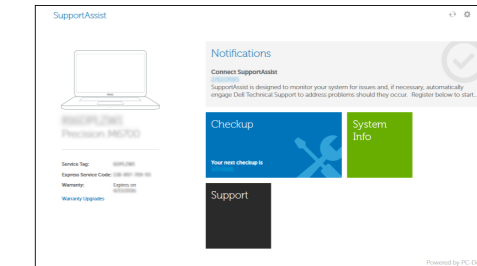 SupportAssist
Notifications
Connect SupportAssist
SupportAssist is designed to monitor your system for issues and, if necessary, automatically
engage Dell Technical Support to address problems should they occur. Register below to start...
Precision M6700
Checkup
System
Info
Service Tag:
Express Service Code:
Warranty: Expires on
Warranty Upgrades
Your next checkup is
Support
Powered by PC-D